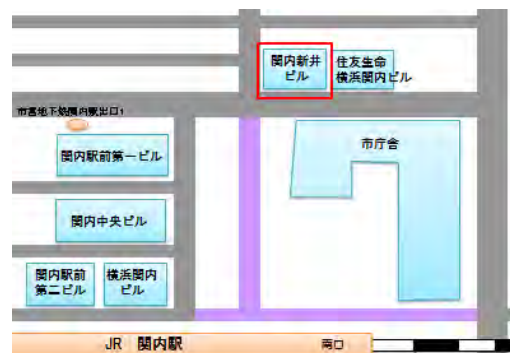 関内新井
ビル
住友生命
横浜関内ビル
市営地下鉄関内駅出口1
市庁舎
関内駅前第一ビル
関内中央ビル
関内駅前
第二ビル
横浜関内
ビル
JR 関内駅
南口